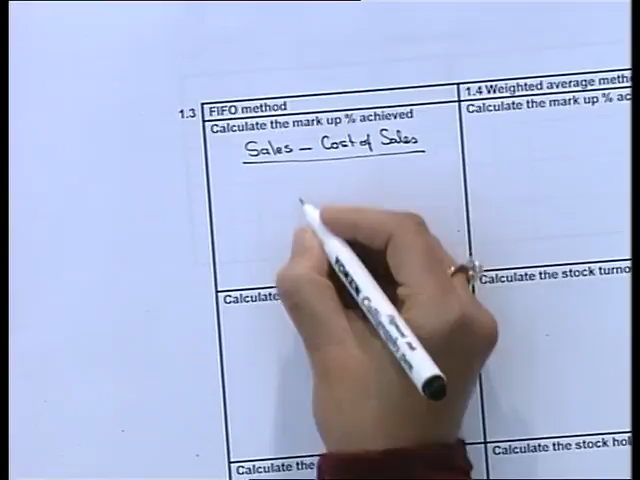 1.3 FIFO method
1.4 Weighted average meth
Calculate the mark up % achieved
Calculate the mark up % ac
Sales - Cost of Sales
Calculate the stock turno
Calculate
Calculate the stock hol
Calculate the